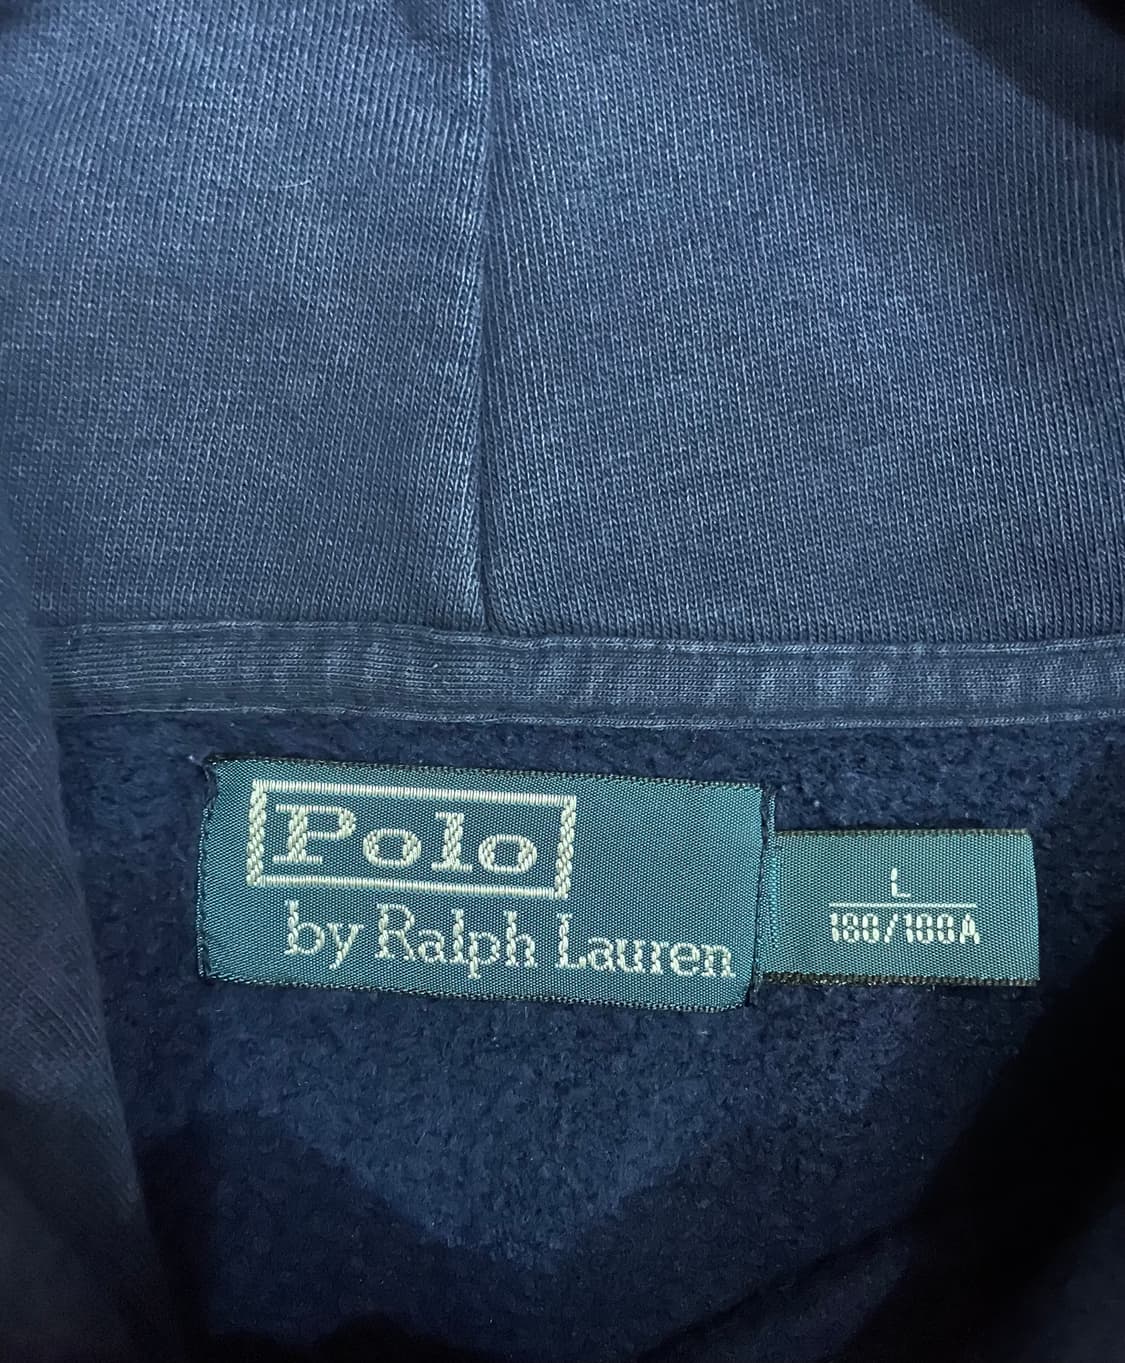 Polo
by Ralph Lauren
L
180/100A